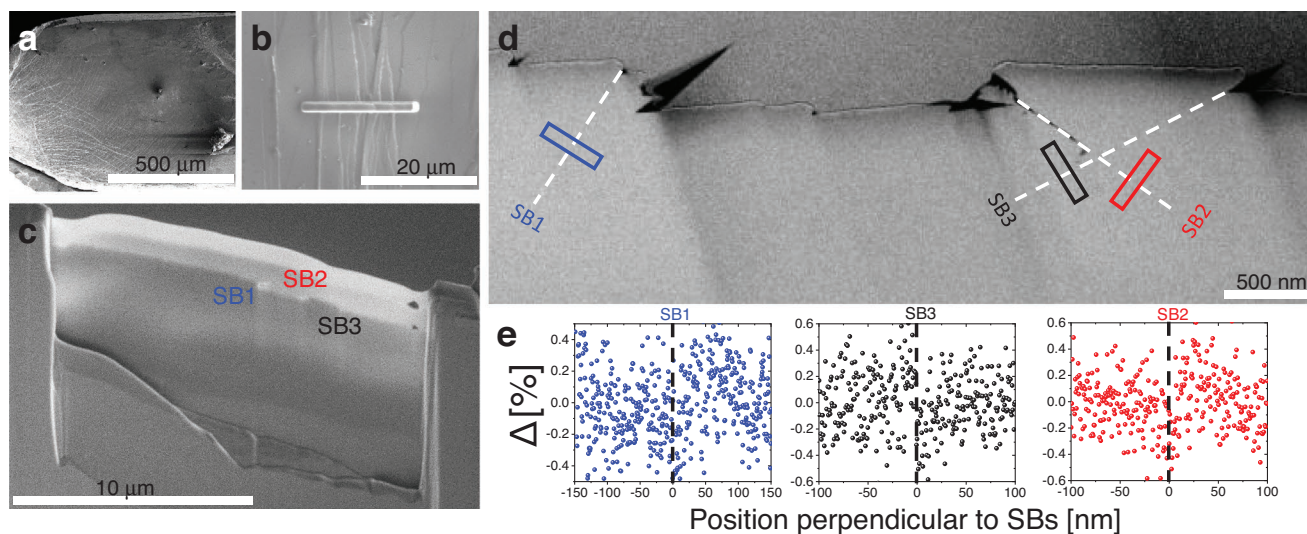 a
500 µm
b
20 µm
c
SB1
SB2
SB3
10 µm
d
SB1
SB3
SB2
500 nm
e
SB1
SB3
SB2
Δ[%]
0.4
0.2
0.0
-0.2
-0.4
-150 -100 -50 0 50 100 150
0.6
0.4
0.2
0.0
-0.2
-0.4
-0.6
-100 -50 0 50 100
0.6
0.4
0.2
0.0
-0.2
-0.4
-0.6
-100 -50 0 50 100
Position perpendicular to SBs [nm]